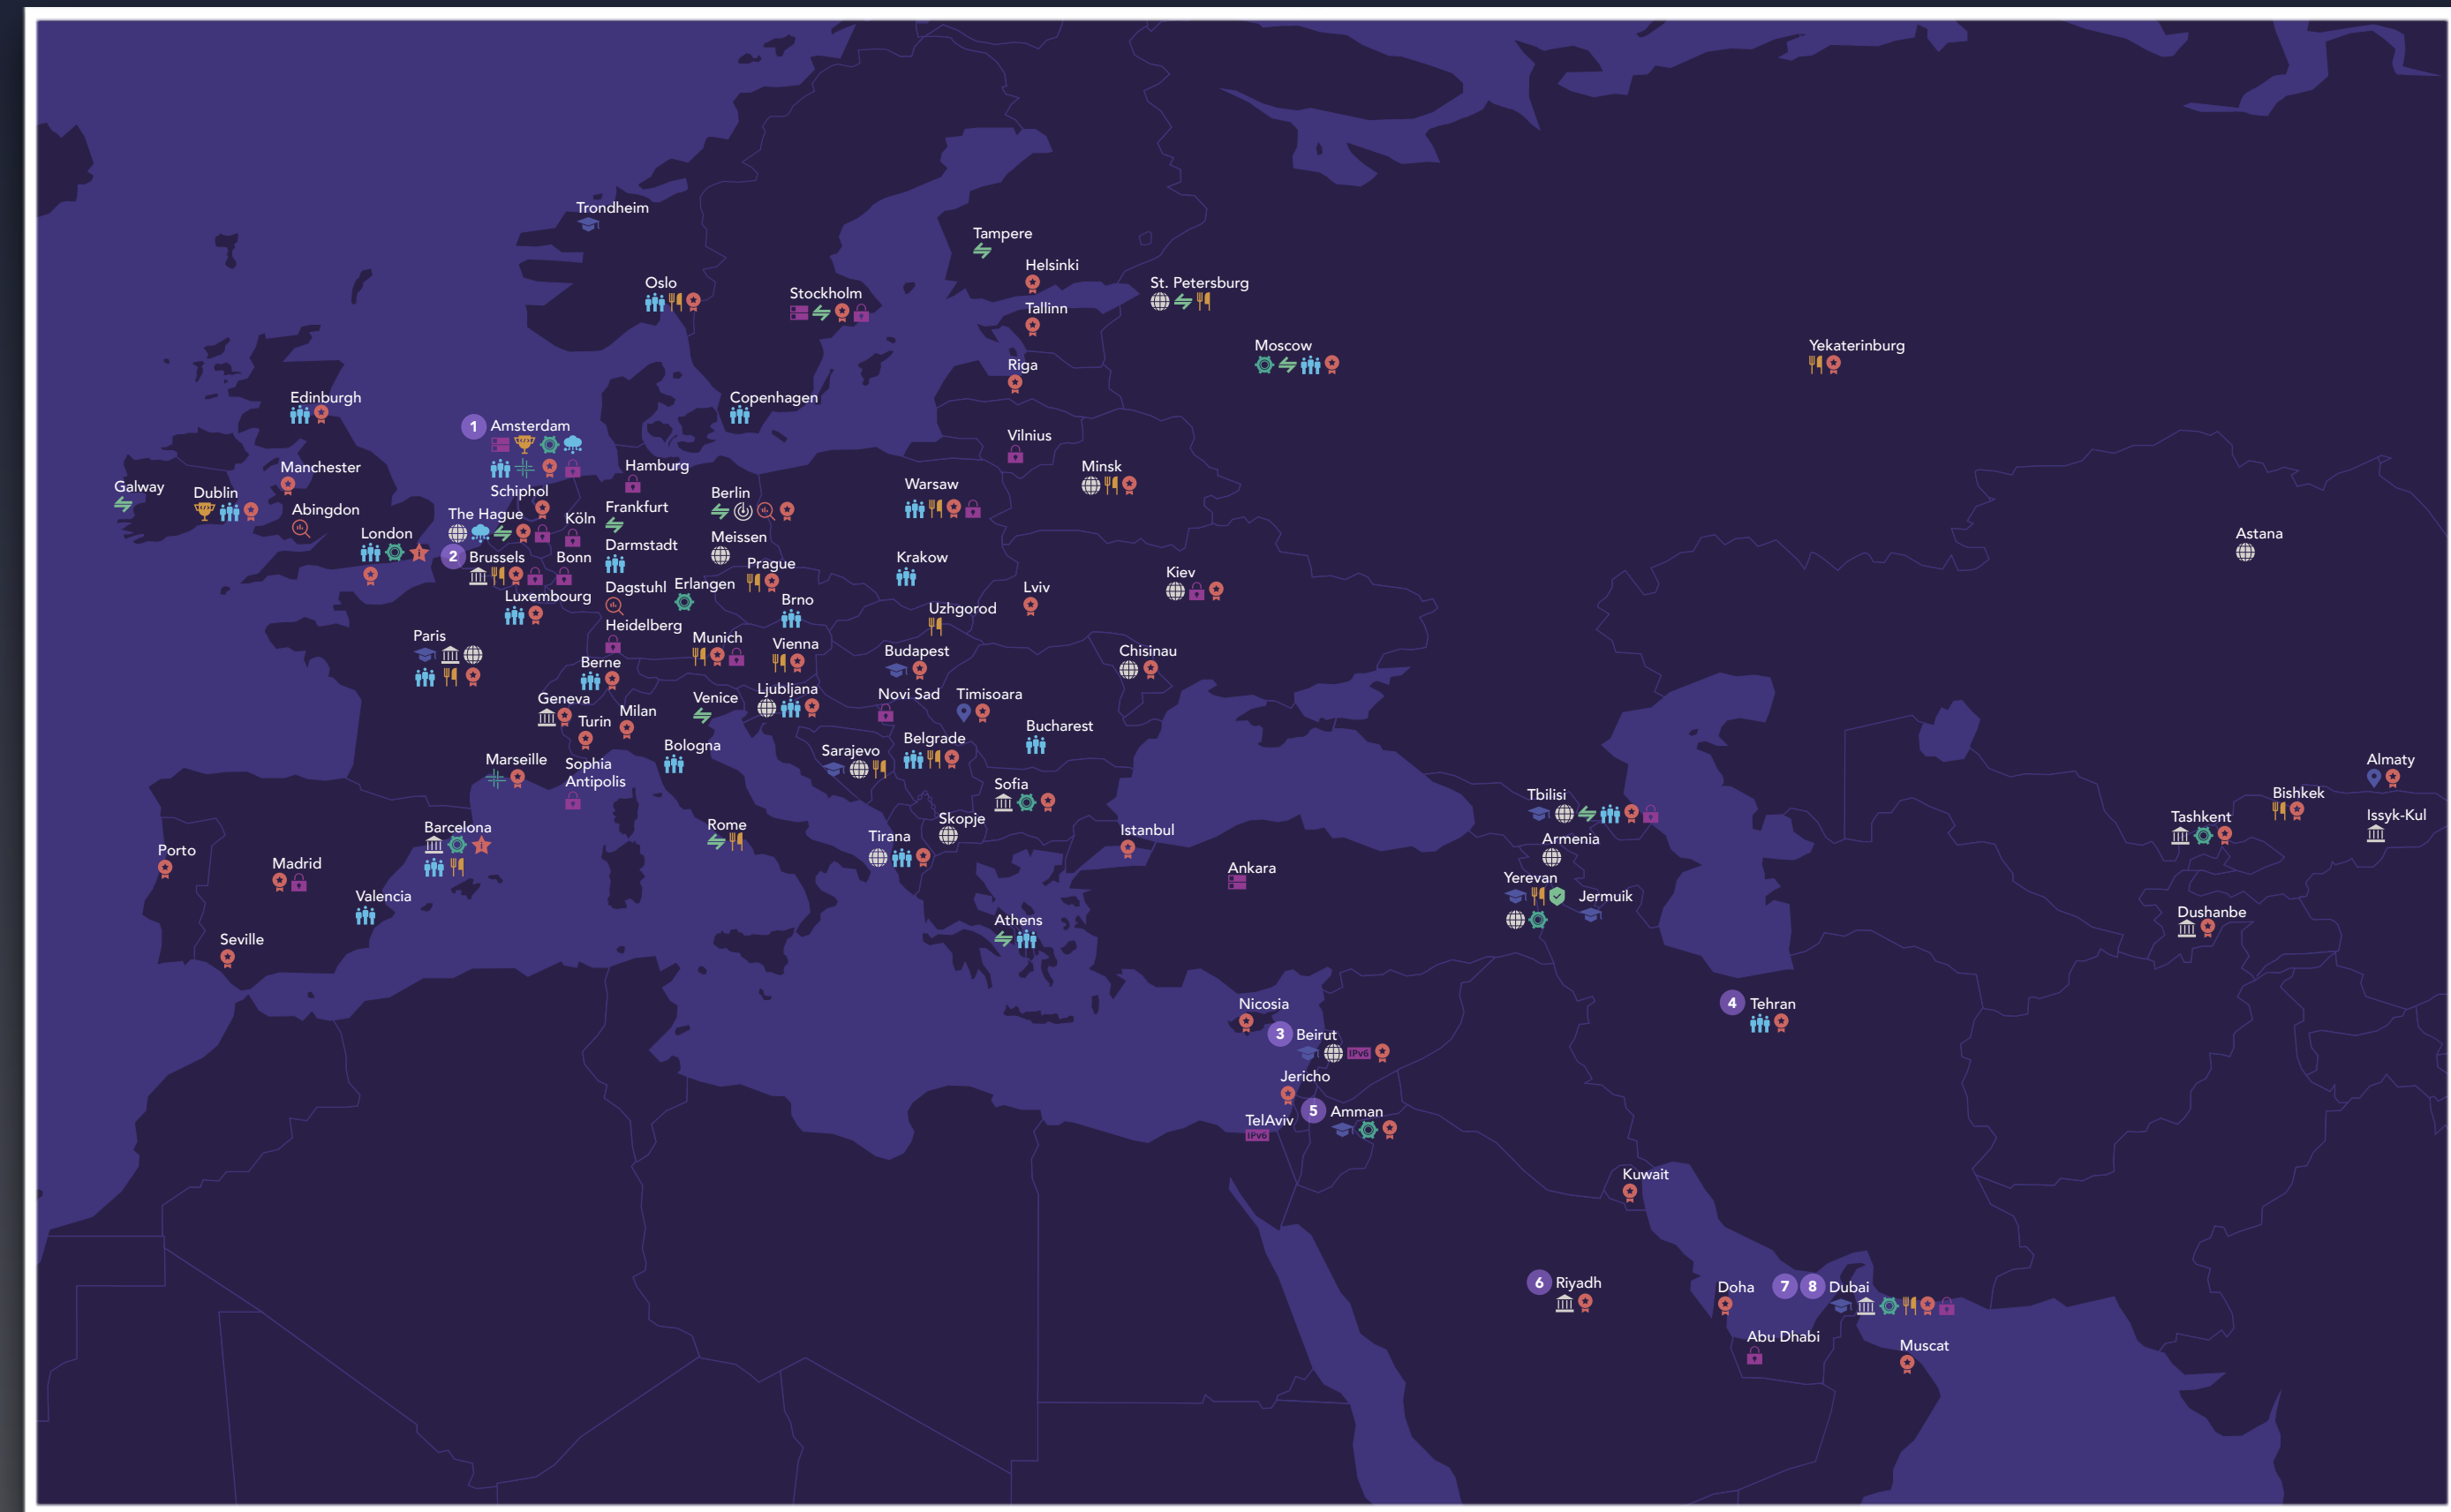 Trondheim
Tampere
Helsinki
Oslo
Stockholm
St. Petersburg
Tallinn
Moscow
Yekaterinburg
Riga
Edinburgh
Copenhagen
1 Amsterdam
Vilnius
Manchester
Hamburg
Minsk
Galway
Dublin
Schiphol
Berlin
Warsaw
Abingdon
The Hague
Köln
Frankfurt
London
Meissen
Astana
2 Brussels
Bonn
Darmstadt
Prague
Krakow
Kiev
Luxembourg
Dagstuhl
Erlangen
Brno
Lviv
Uzhgorod
Heidelberg
Paris
Munich
Vienna
Budapest
Chisinau
Berne
Geneva
Venice
Ljubljana
Novi Sad
Timisoara
Turin
Milan
Bucharest
Bologna
Sarajevo
Belgrade
Marseille
Sophia
Antipolis
Sofia
Almaty
Tbilisi
Bishkek
Issyk-Kul
Tashkent
Skopje
Barcelona
Rome
Tirana
Istanbul
Armenia
Porto
Madrid
Ankara
Yerevan
Jermuik
Valencia
Athens
Dushanbe
Seville
Nicosia
4 Tehran
3 Beirut
IPv6
Jericho
5 Amman
TelAviv
IPv6
Kuwait
6 Riyadh
Doha
7 8 Dubai
Abu Dhabi
Muscat